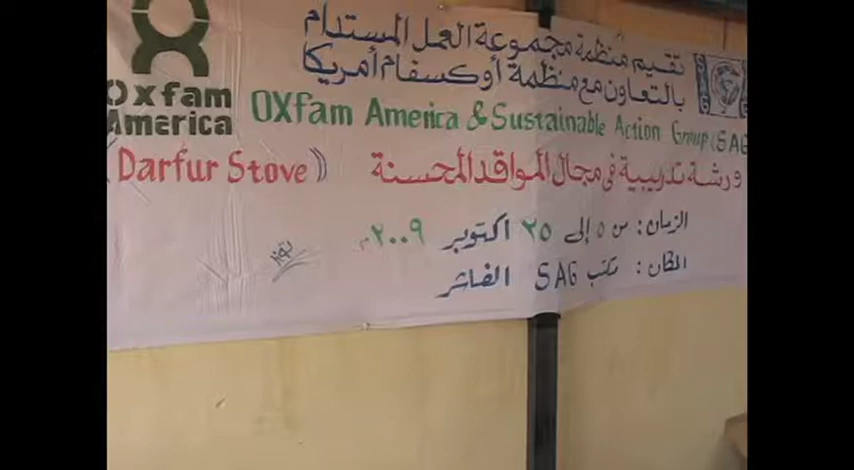 تقيم منظمة مجموعة العمل المستدام
بالتعاون مع منظمة أوكسفام أمريكا
Oxfam
America
OXfam America & Sustainable Action Group (SAG
ورشة تدريبية في مجال المواقد المحسنة
(Darfur Stove))
الزمان: من ٥ إلى ٢٥ اكتوبر ٢٠٠٩م
المكان: مكتب SAG الفاشر